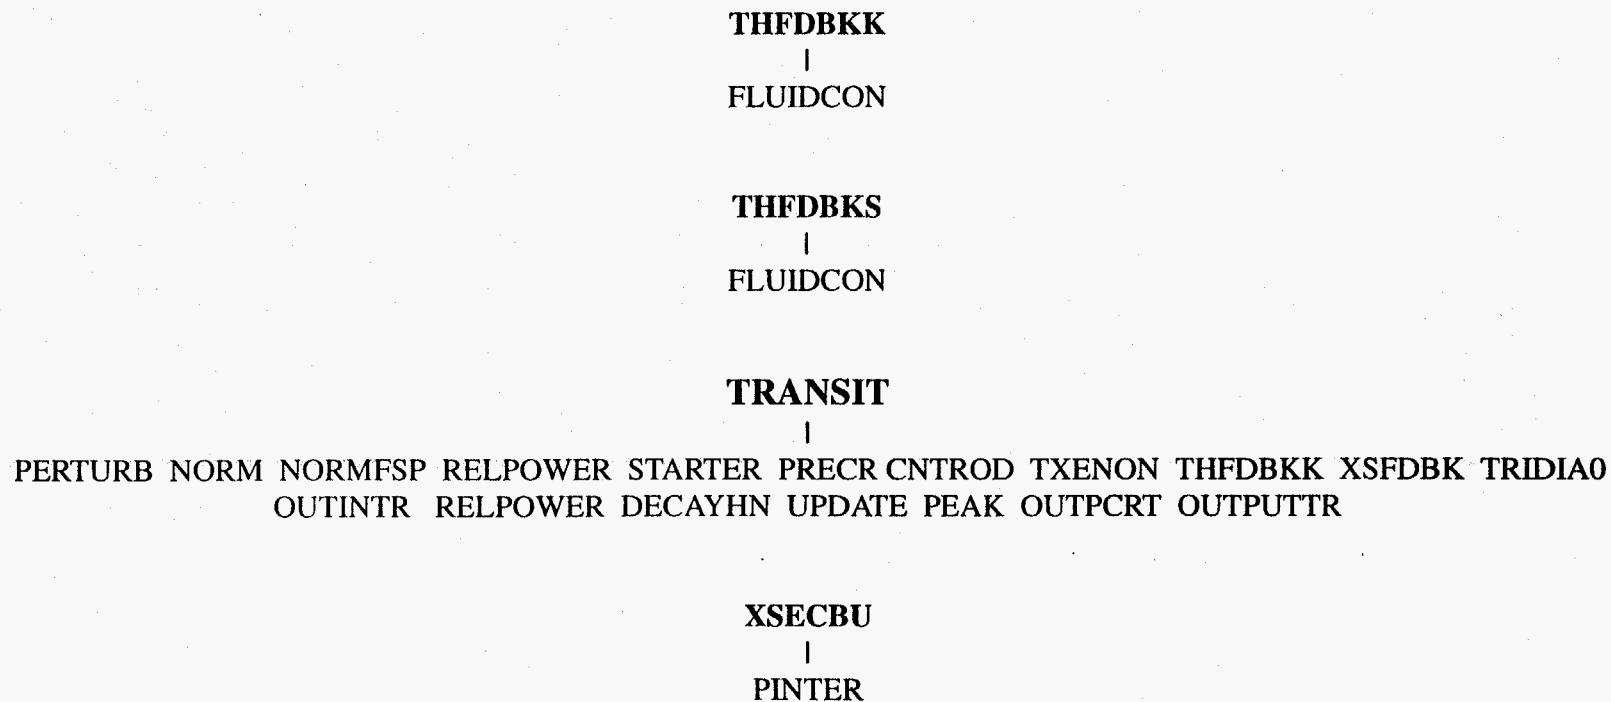 THFDBKK
|
FLUIDCON
THFDBKS
|
FLUIDCON
TRANSIT
|
PERTURB NORM NORMFSP RELPOWER STARTER PRECR CNTROD TXENON THFDBKK XSFDBK TRIDIA0
OUTINTR RELPOWER DECAYHN UPDATE PEAK OUTPCRT OUTPUTTR
XSECBU
|
PINTER